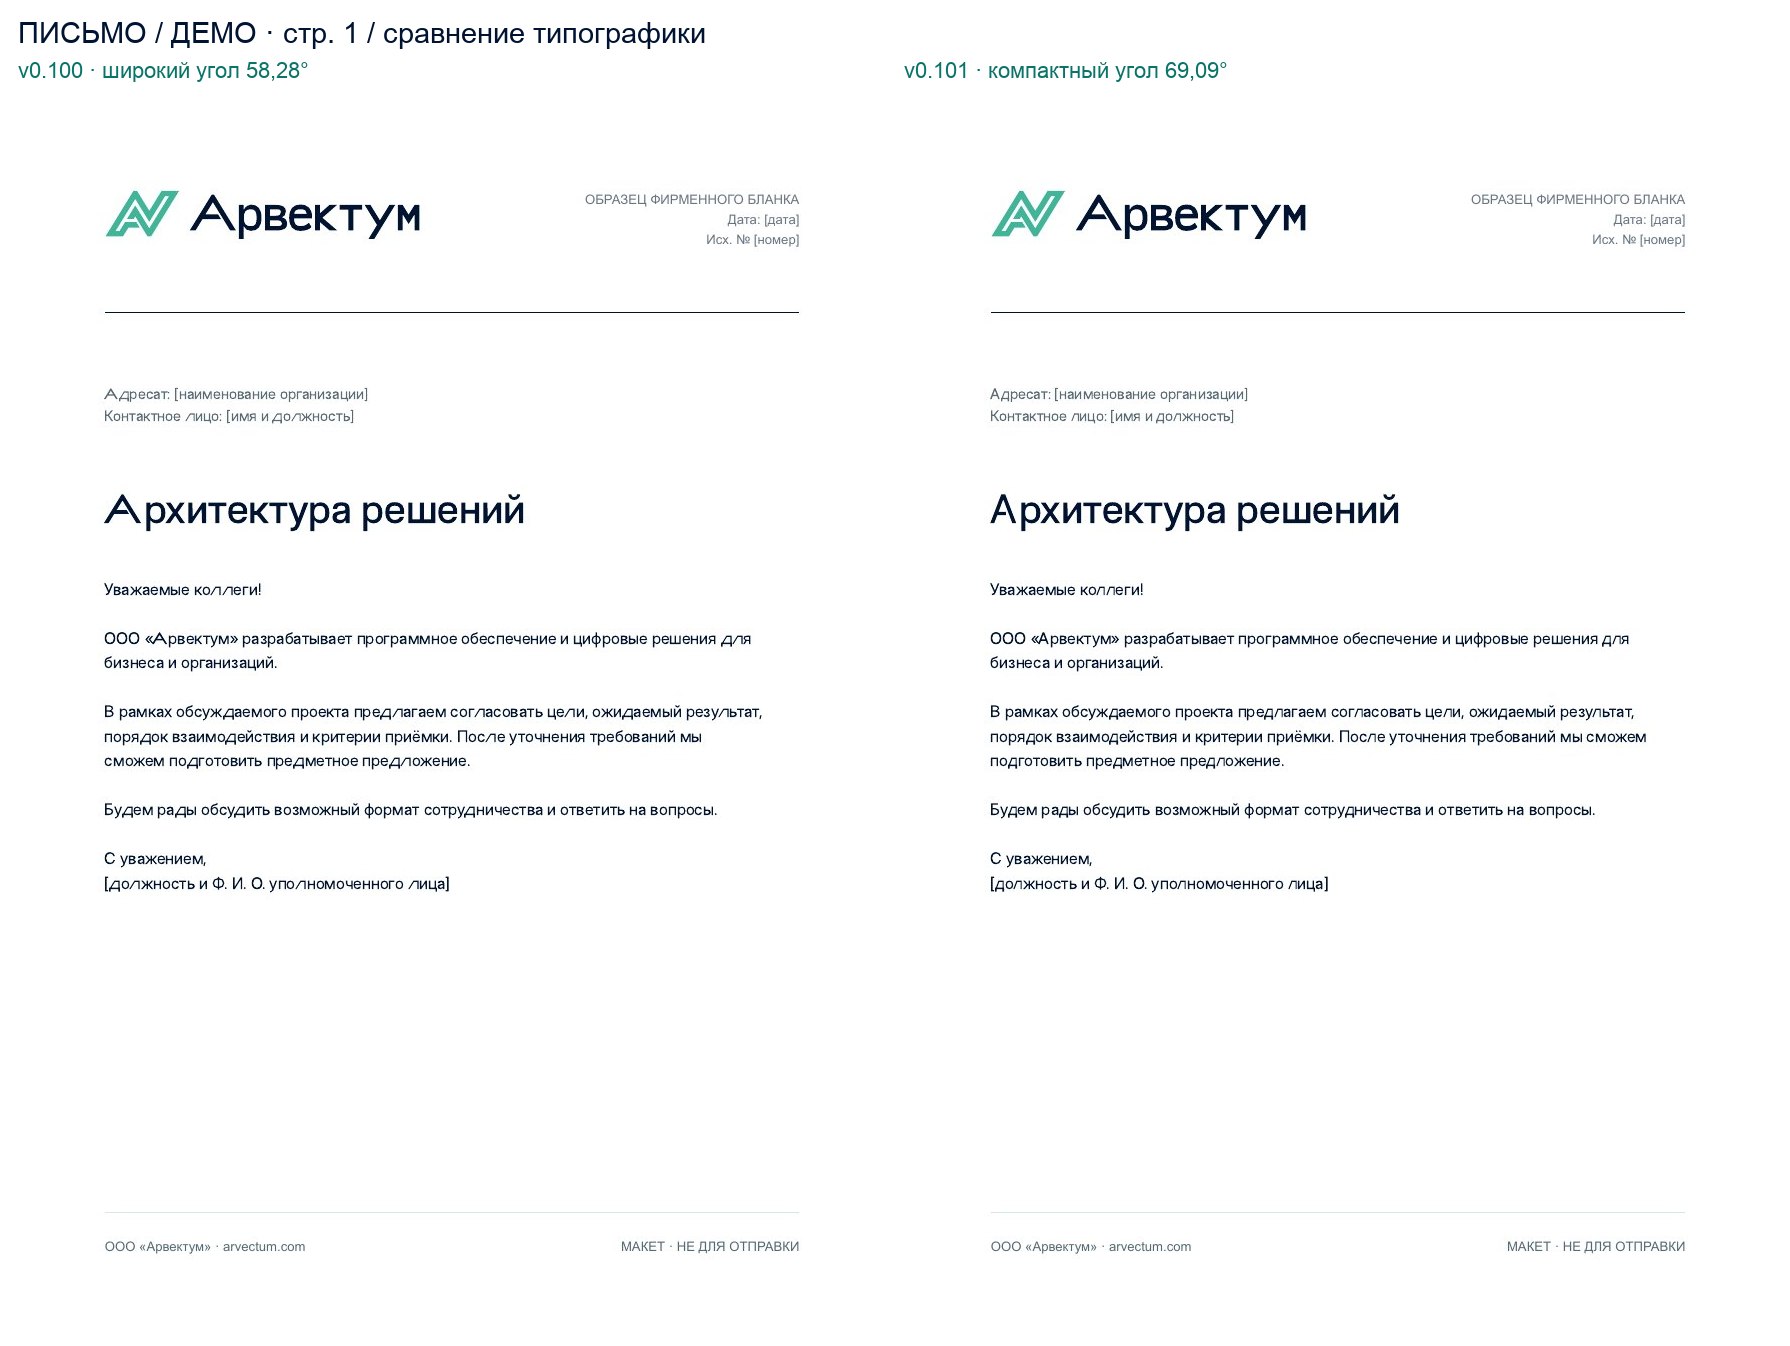 ПИСЬМО / ДЕМО · стр. 1 / сравнение типографики
v0.100 · широкий угол 58,28°
Арвектум
ОБРАЗЕЦ ФИРМЕННОГО БЛАНКА
Дата: [дата]
Исх. № [номер]
Адресат: [наименование организации]
Контактное лицо: [имя и должность]
Архитектура решений
Уважаемые коллеги!
ООО «Арвектум» разрабатывает программное обеспечение и цифровые решения для
бизнеса и организаций.
В рамках обсуждаемого проекта предлагаем согласовать цели, ожидаемый результат,
порядок взаимодействия и критерии приёмки. После уточнения требований мы
сможем подготовить предметное предложение.
Будем рады обсудить возможный формат сотрудничества и ответить на вопросы.
С уважением,
[должность и Ф. И. О. уполномоченного лица]
ООО «Арвектум» · arvectum.com
МАКЕТ · НЕ ДЛЯ ОТПРАВКИ
v0.101 · компактный угол 69,09°
Арвектум
ОБРАЗЕЦ ФИРМЕННОГО БЛАНКА
Дата: [дата]
Исх. № [номер]
Адресат: [наименование организации]
Контактное лицо: [имя и должность]
Архитектура решений
Уважаемые коллеги!
ООО «Арвектум» разрабатывает программное обеспечение и цифровые решения для
бизнеса и организаций.
В рамках обсуждаемого проекта предлагаем согласовать цели, ожидаемый результат,
порядок взаимодействия и критерии приёмки. После уточнения требований мы сможем
подготовить предметное предложение.
Будем рады обсудить возможный формат сотрудничества и ответить на вопросы.
С уважением,
[должность и Ф. И. О. уполномоченного лица]
ООО «Арвектум» · arvectum.com
МАКЕТ · НЕ ДЛЯ ОТПРАВКИ